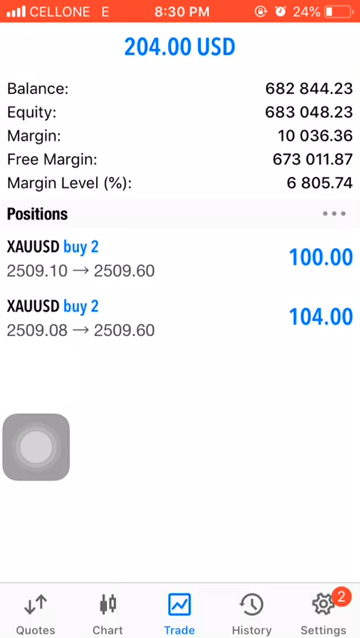 CELLONE E 8:30 PM 24%
204.00 USD
Balance: 682 844.23
Equity: 683 048.23
Margin: 10 036.36
Free Margin: 673 011.87
Margin Level (%): 6 805.74
Positions
XAUUSD buy 2 100.00
2509.10 → 2509.60
XAUUSD buy 2 104.00
2509.08 → 2509.60
2
Quotes Chart Trade History Settings